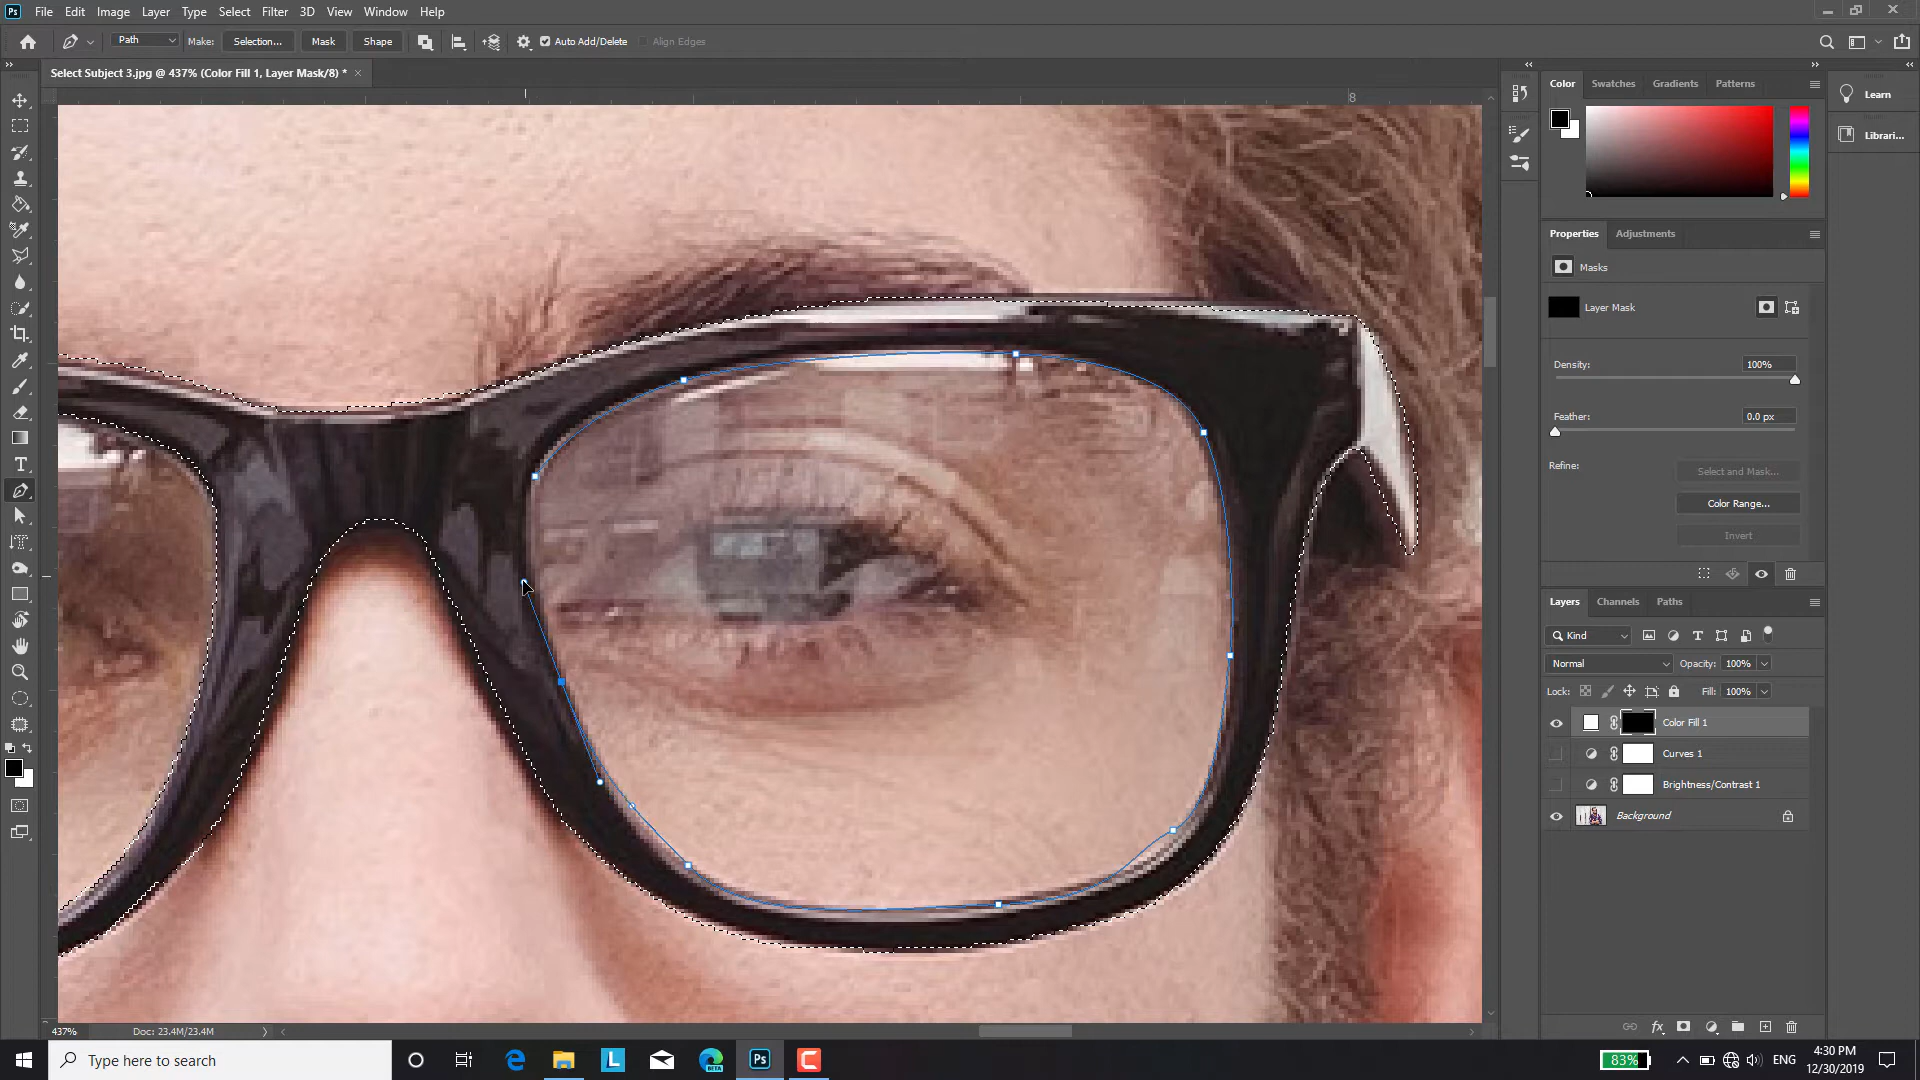 Ps File Edit Image Layer Type Select Filter 3D View Window Help
Path Make: Selection... Mask Shape Auto Add/Delete Align Edges
Select Subject 3.jpg @ 437% (Color Fill 1, Layer Mask/8) * ×
8
Color Swatches Gradients Patterns
Learn
Librari...
Properties Adjustments
Masks
Layer Mask
Density: 100%
Feather: 0.0 px
Refine: Select and Mask...
Color Range...
Invert
Layers Channels Paths
Kind
Normal Opacity: 100%
Lock: Fill: 100%
Color Fill 1
Curves 1
Brightness/Contrast 1
Background
437% Doc: 23.4M/23.4M
Type here to search
L
BETA
Ps
C
83%
ENG
4:30 PM
12/30/2019